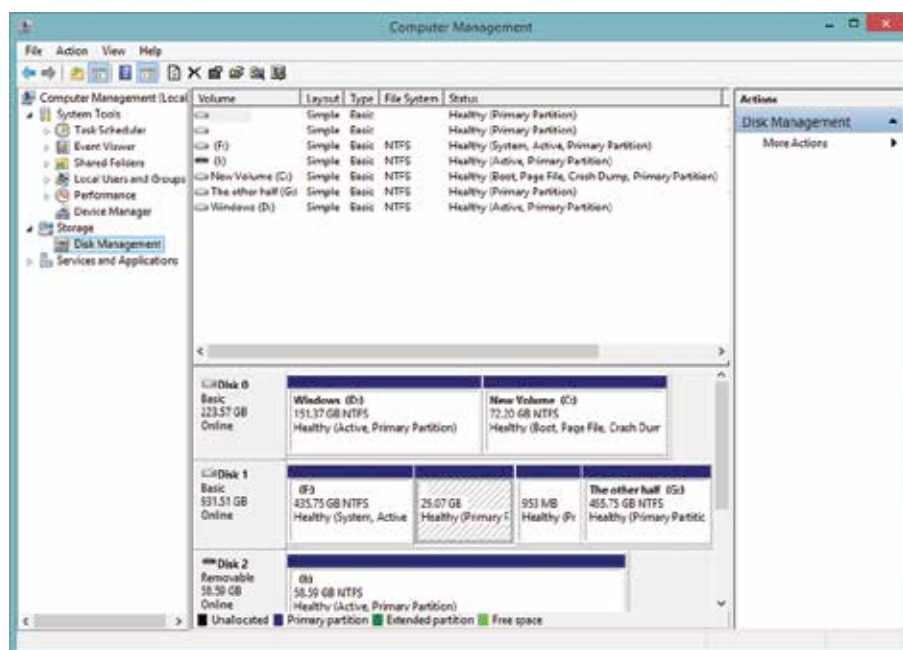 Computer Management
File Action View Help
Computer Management (Local
System Tools
Task Scheduler
Event Viewer
Shared Folders
Local Users and Groups
Performance
Device Manager
Storage
Disk Management
Services and Applications
Volume Layout Type File System Status
Simple Basic Healthy (Primary Partition)
Simple Basic Healthy (Primary Partition)
(F:) Simple Basic NTFS Healthy (System, Active, Primary Partition)
(I:) Simple Basic NTFS Healthy (Active, Primary Partition)
New Volume (C:) Simple Basic NTFS Healthy (Boot, Page File, Crash Dump, Primary Partition)
The other half (G:) Simple Basic NTFS Healthy (Primary Partition)
Windows (D:) Simple Basic NTFS Healthy (Active, Primary Partition)
Actions
Disk Management
More Actions
Disk 0
Basic
223.57 GB
Online
Windows (D:)
151.37 GB NTFS
Healthy (Active, Primary Partition)
New Volume (C:)
72.20 GB NTFS
Healthy (Boot, Page File, Crash Dum
Disk 1
Basic
931.51 GB
Online
(F:)
435.75 GB NTFS
Healthy (System, Active
29.07 GB
Healthy (Primary P
953 MB
Healthy (Pr
The other half (G:)
465.75 GB NTFS
Healthy (Primary Partitic
Disk 2
Removable
58.59 GB
Online
(I:)
58.59 GB NTFS
Healthy (Active, Primary Partition)
Unallocated Primary partition Extended partition Free space